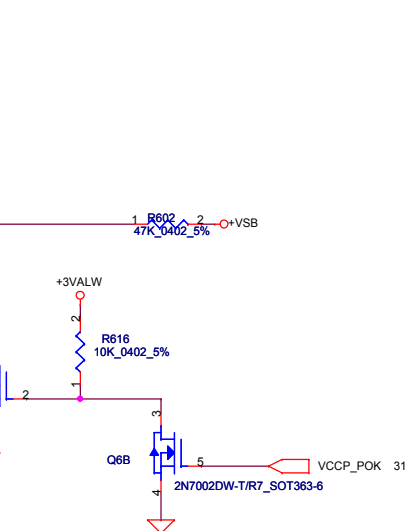 1 R602 2 +VSB
47K_0402_5%
+3VALW
2
R616
10K_0402_5%
1
2
3
Q6B
5
VCCP_POK 31
4
2N7002DW-T/R7_SOT363-6